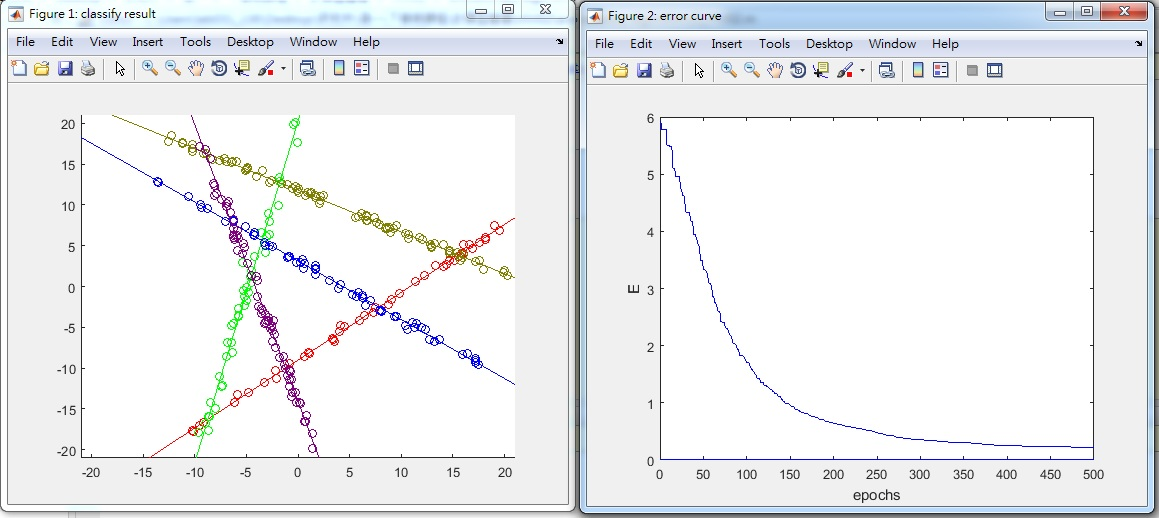 Figure 1: classify result
File Edit View Insert Tools Desktop Window Help
20
15
10
5
0
-5
-10
-15
-20
-20 -15 -10 -5 0 5 10 15 20
Figure 2: error curve
File Edit View Insert Tools Desktop Window Help
6
5
4
3
2
1
0
E
0 50 100 150 200 250 300 350 400 450 500
epochs